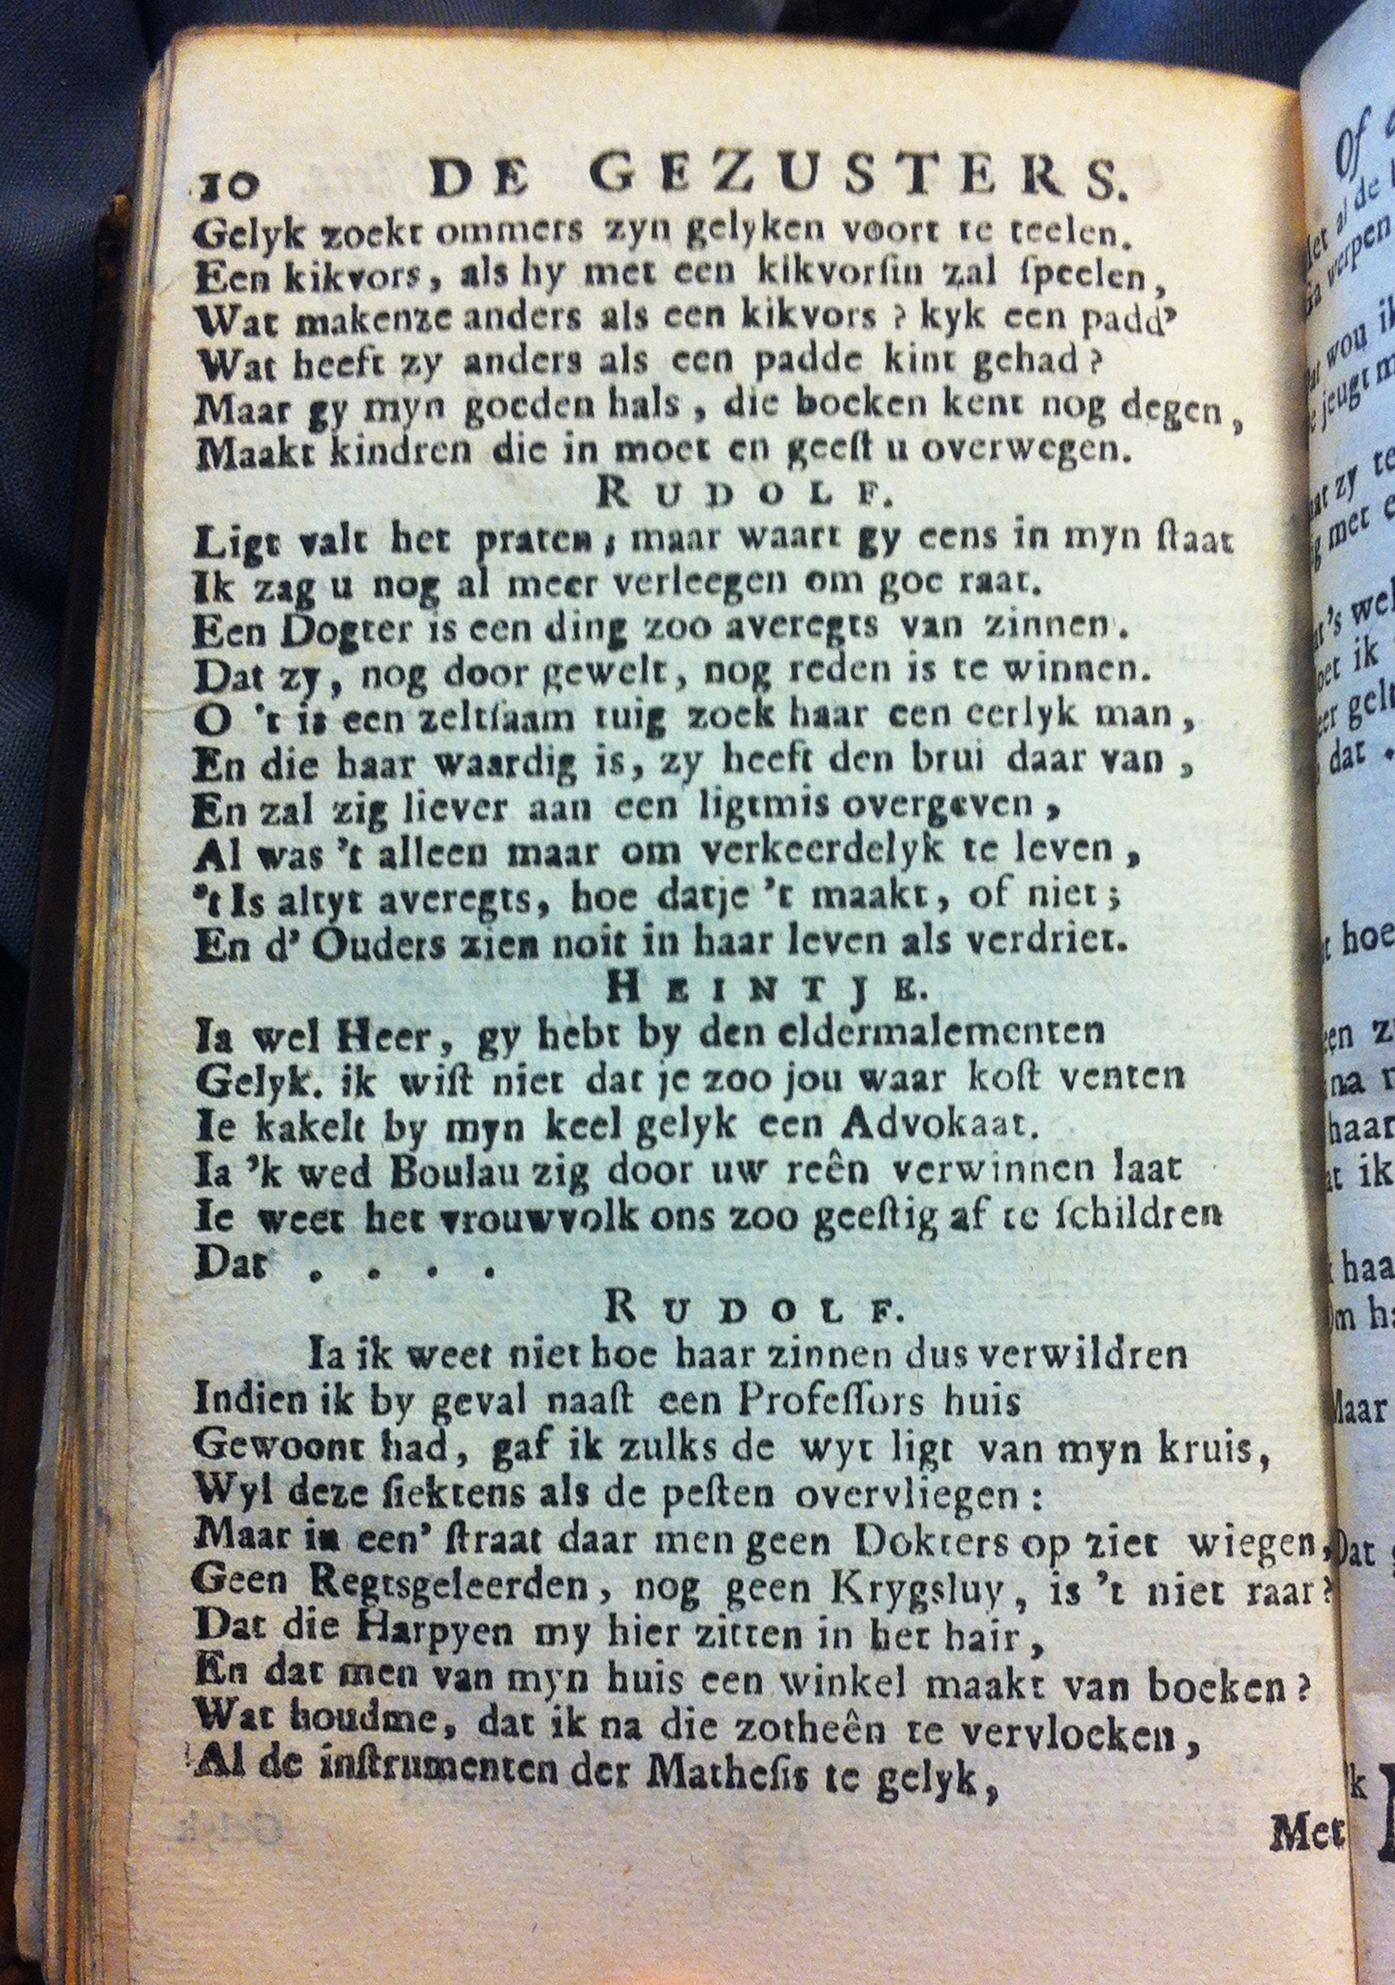 10 DE GEZUSTERS.
Gelyk zoekt ommers zyn gelyken voort te teelen.
Een kikvors, als hy met een kikvorſin zal ſpeelen,
Wat makenze anders als een kikvors? kyk een padd'
Wat heeft zy anders als een padde kint gehad?
Maar gy myn goeden hals, die boeken kent nog degen,
Maakt kindren die in moet en geeſt u overwegen.
RUDOLF.
Ligt valt het praten, maar waart gy eens in myn ſtaat
Ik zag u nog al meer verleegen om goe raat.
Een Dogter is een ding zoo averegts van zinnen.
Dat zy, nog door gewelt, nog reden is te winnen.
O 't is een zeltſaam tuig zoek haar een eerlyk man,
En die haar waardig is, zy heeft den brui daar van,
En zal zig liever aan een ligtmis overgeven,
Al was 't alleen maar om verkeerdelyk te leven,
't Is altyt averegts, hoe datje 't maakt, of niet;
En d' Ouders zien noit in haar leven als verdriet.
HEINTJE.
Ia wel Heer, gy hebt by den eldermalementen
Gelyk. ik wiſt niet dat je zoo jou waar koſt venten
Ie kakelt by myn keel gelyk een Advokaat.
Ia 'k wed Boulau zig door uw reên verwinnen laat
Ie weet het vrouwvolk ons zoo geeſtig af te ſchildren
Dat . . . .
RUDOLF.
Ia ik weet niet hoe haar zinnen dus verwildren
Indien ik by geval naaſt een Profeſſors huis
Gewoont had, gaf ik zulks de wyt ligt van myn kruis,
Wyl deze ſiektens als de peſten overvliegen:
Maar in een' ſtraat daar men geen Dokters op ziet wiegen,
Geen Regtsgeleerden, nog geen Krygsluy, is 't niet raar?
Dat die Harpyen my hier zitten in het hair,
En dat men van myn huis een winkel maakt van boeken?
Wat houdme, dat ik na die zotheên te vervloeken,
Al de inſtrumenten der Matheſis te gelyk,
Met